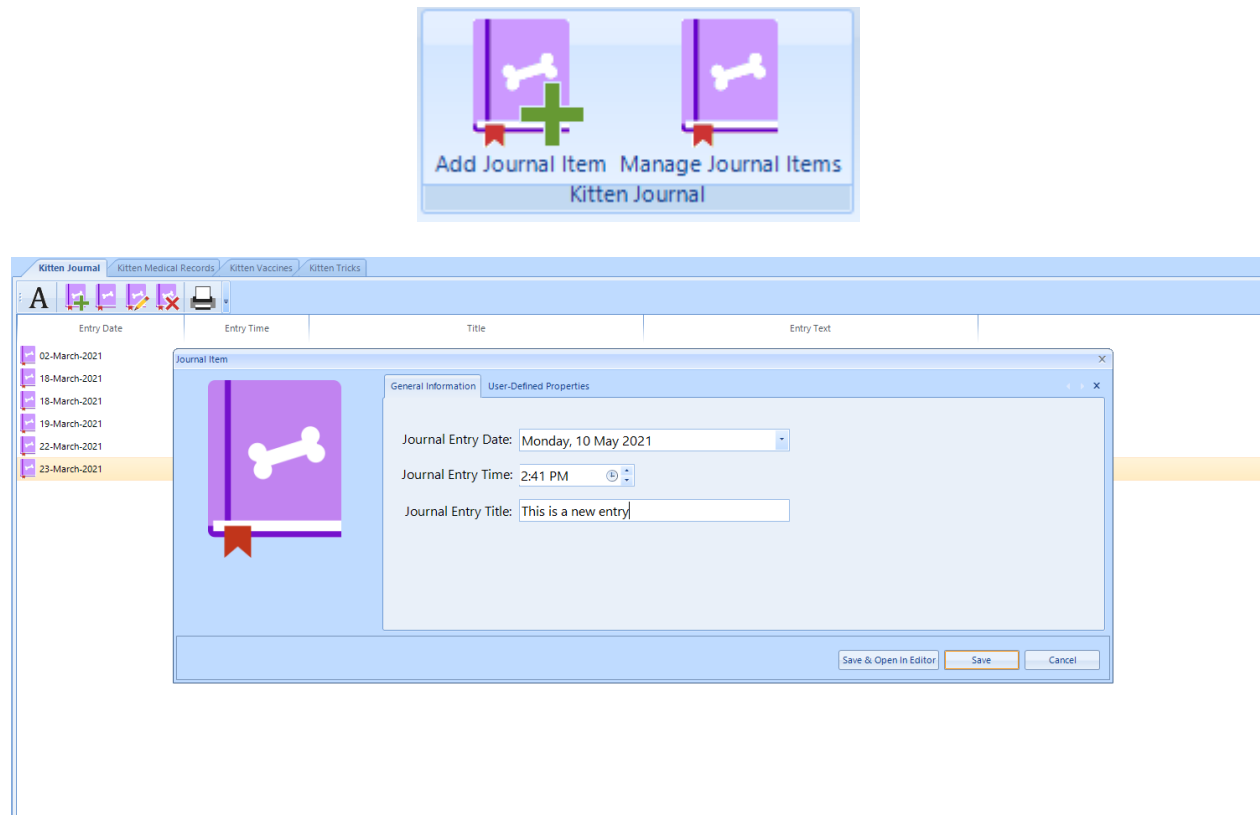 Add Journal Item Manage Journal Items
Kitten Journal
Kitten Journal Kitten Medical Records Kitten Vaccines Kitten Tricks
A
Entry Date Entry Time Title Entry Text
02-March-2021
18-March-2021
18-March-2021
19-March-2021
22-March-2021
23-March-2021
Journal Item
General Information User-Defined Properties
Journal Entry Date: Monday, 10 May 2021
Journal Entry Time: 2:41 PM
Journal Entry Title: This is a new entry
Save & Open In Editor Save Cancel